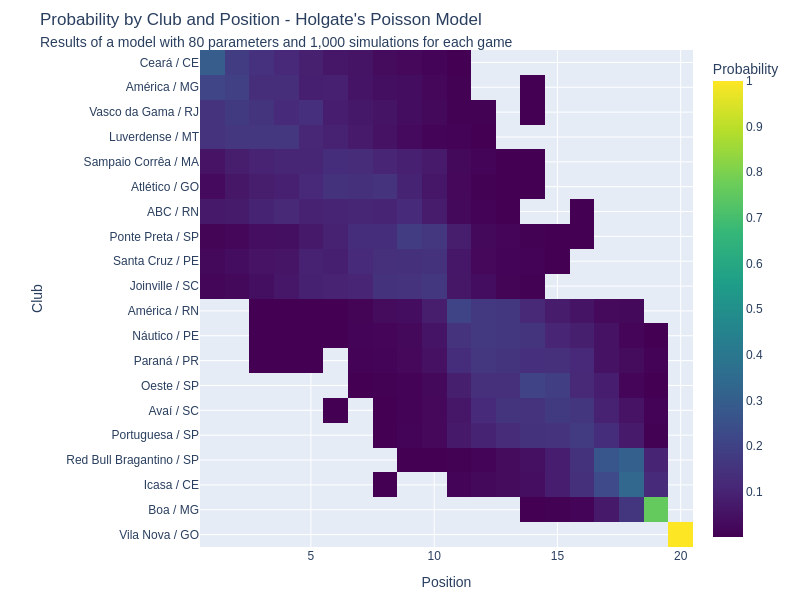 Probability by Club and Position - Holgate's Poisson Model
Results of a model with 80 parameters and 1,000 simulations for each game
Probability
Club
Ceará / CE
América / MG
Vasco da Gama / RJ
Luverdense / MT
Sampaio Corrêa / MA
Atlético / GO
ABC / RN
Ponte Preta / SP
Santa Cruz / PE
Joinville / SC
América / RN
Náutico / PE
Paraná / PR
Oeste / SP
Avaí / SC
Portuguesa / SP
Red Bull Bragantino / SP
Icasa / CE
Boa / MG
Vila Nova / GO
1
0.9
0.8
0.7
0.6
0.5
0.4
0.3
0.2
0.1
5 10 15 20
Position